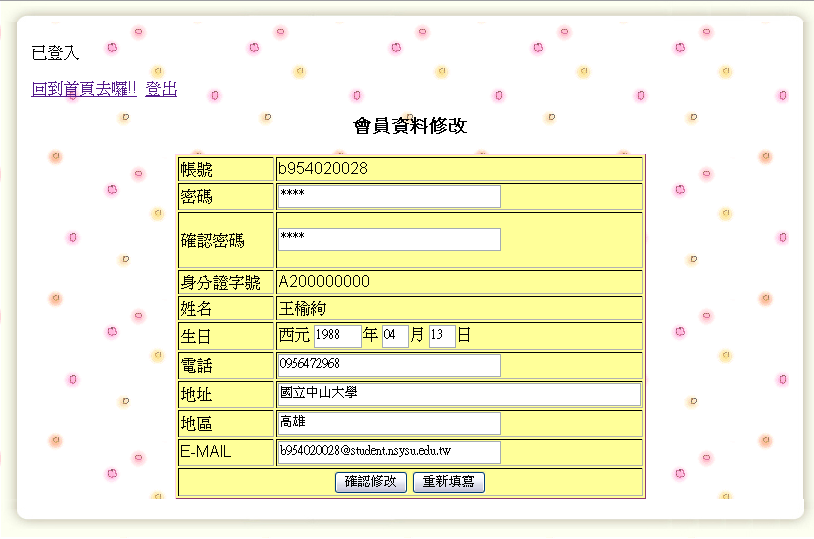 已登入
回到首頁去囉!! 登出
會員資料修改
帳號 b954020028
密碼 ****
確認密碼 ****
身分證字號 A200000000
姓名 王榆絢
生日 西元 1988 年 04 月 13 日
電話 0956472968
地址 國立中山大學
地區 高雄
E-MAIL b954020028@student.nsysu.edu.tw
確認修改 重新填寫